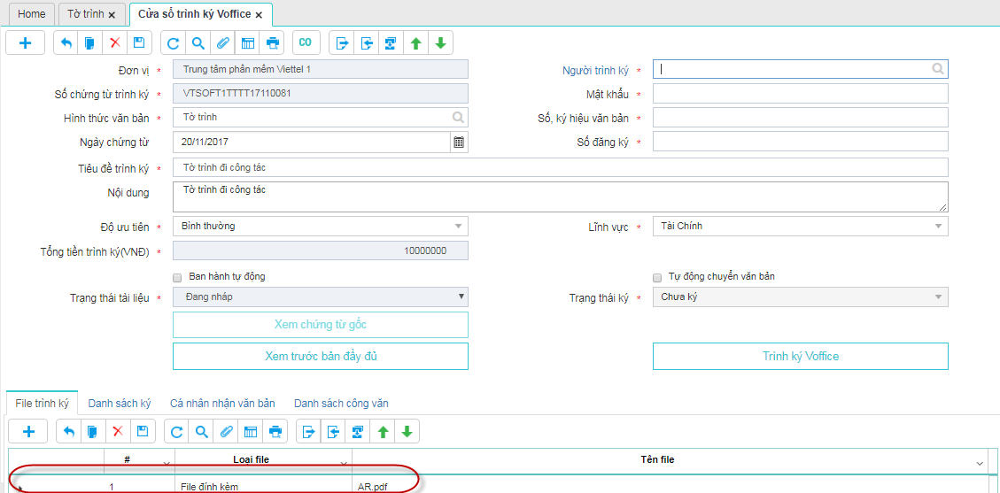 Home Tờ trình × Cửa sổ trình ký Voffice ×
CO
Đơn vị * Trung tâm phần mềm Viettel 1 Người trình ký *
Số chứng từ trình ký * VTSOFT1TTTT17110081 Mật khẩu *
Hình thức văn bản * Tờ trình Số, ký hiệu văn bản *
Ngày chứng từ 20/11/2017 Số đăng ký *
Tiêu đề trình ký * Tờ trình đi công tác
Nội dung Tờ trình đi công tác
Độ ưu tiên * Bình thường Lĩnh vực * Tài Chính
Tổng tiền trình ký(VNĐ) * 10000000
Ban hành tự động Tự động chuyển văn bản
Trạng thái tài liệu * Đang nháp Trạng thái ký * Chưa ký
Xem chứng từ gốc
Xem trước bản đầy đủ Trình ký Voffice
File trình ký Danh sách ký Cá nhân nhận văn bản Danh sách công văn
# Loại file Tên file
1 File đính kèm AR.pdf